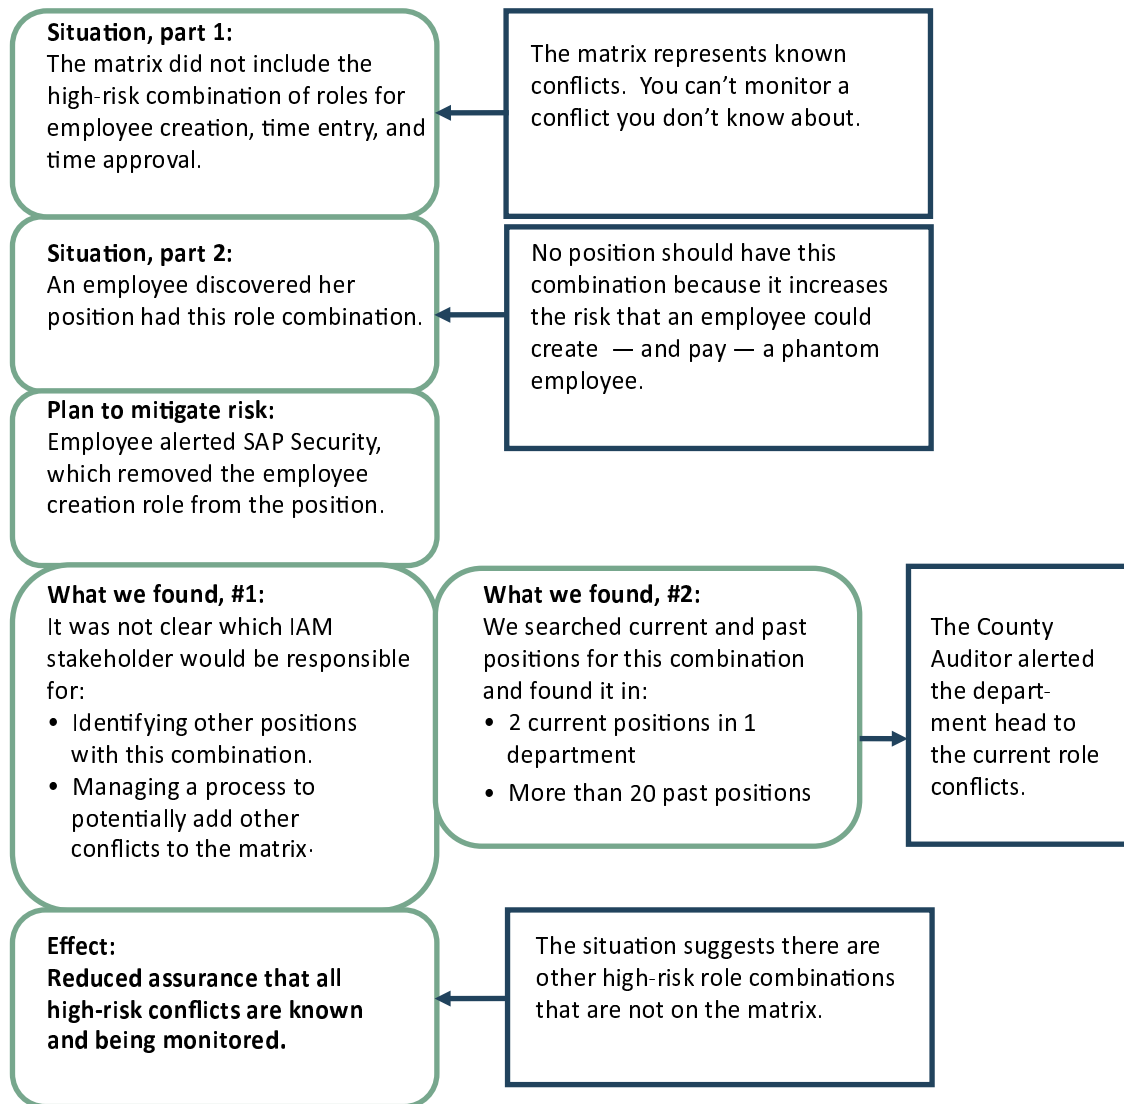 Situation, part 1:
The matrix did not include the
high-risk combination of roles for
employee creation, time entry, and
time approval.
The matrix represents known
conflicts.  You can’t monitor a
conflict you don’t know about.
Situation, part 2:
An employee discovered her
position had this role combination.
No position should have this
combination because it increases
the risk that an employee could
create  — and pay — a phantom
employee.
Plan to mitigate risk:
Employee alerted SAP Security,
which removed the employee
creation role from the position.
What we found, #1:
It was not clear which IAM
stakeholder would be responsible
for:
• Identifying other positions
with this combination.
• Managing a process to
potentially add other
conflicts to the matrix·
What we found, #2:
We searched current and past
positions for this combination
and found it in:
• 2 current positions in 1
department
• More than 20 past positions
The County
Auditor alerted
the depart-
ment head to
the current role
conflicts.
Effect:
Reduced assurance that all
high-risk conflicts are known
and being monitored.
The situation suggests there are
other high-risk role combinations
that are not on the matrix.